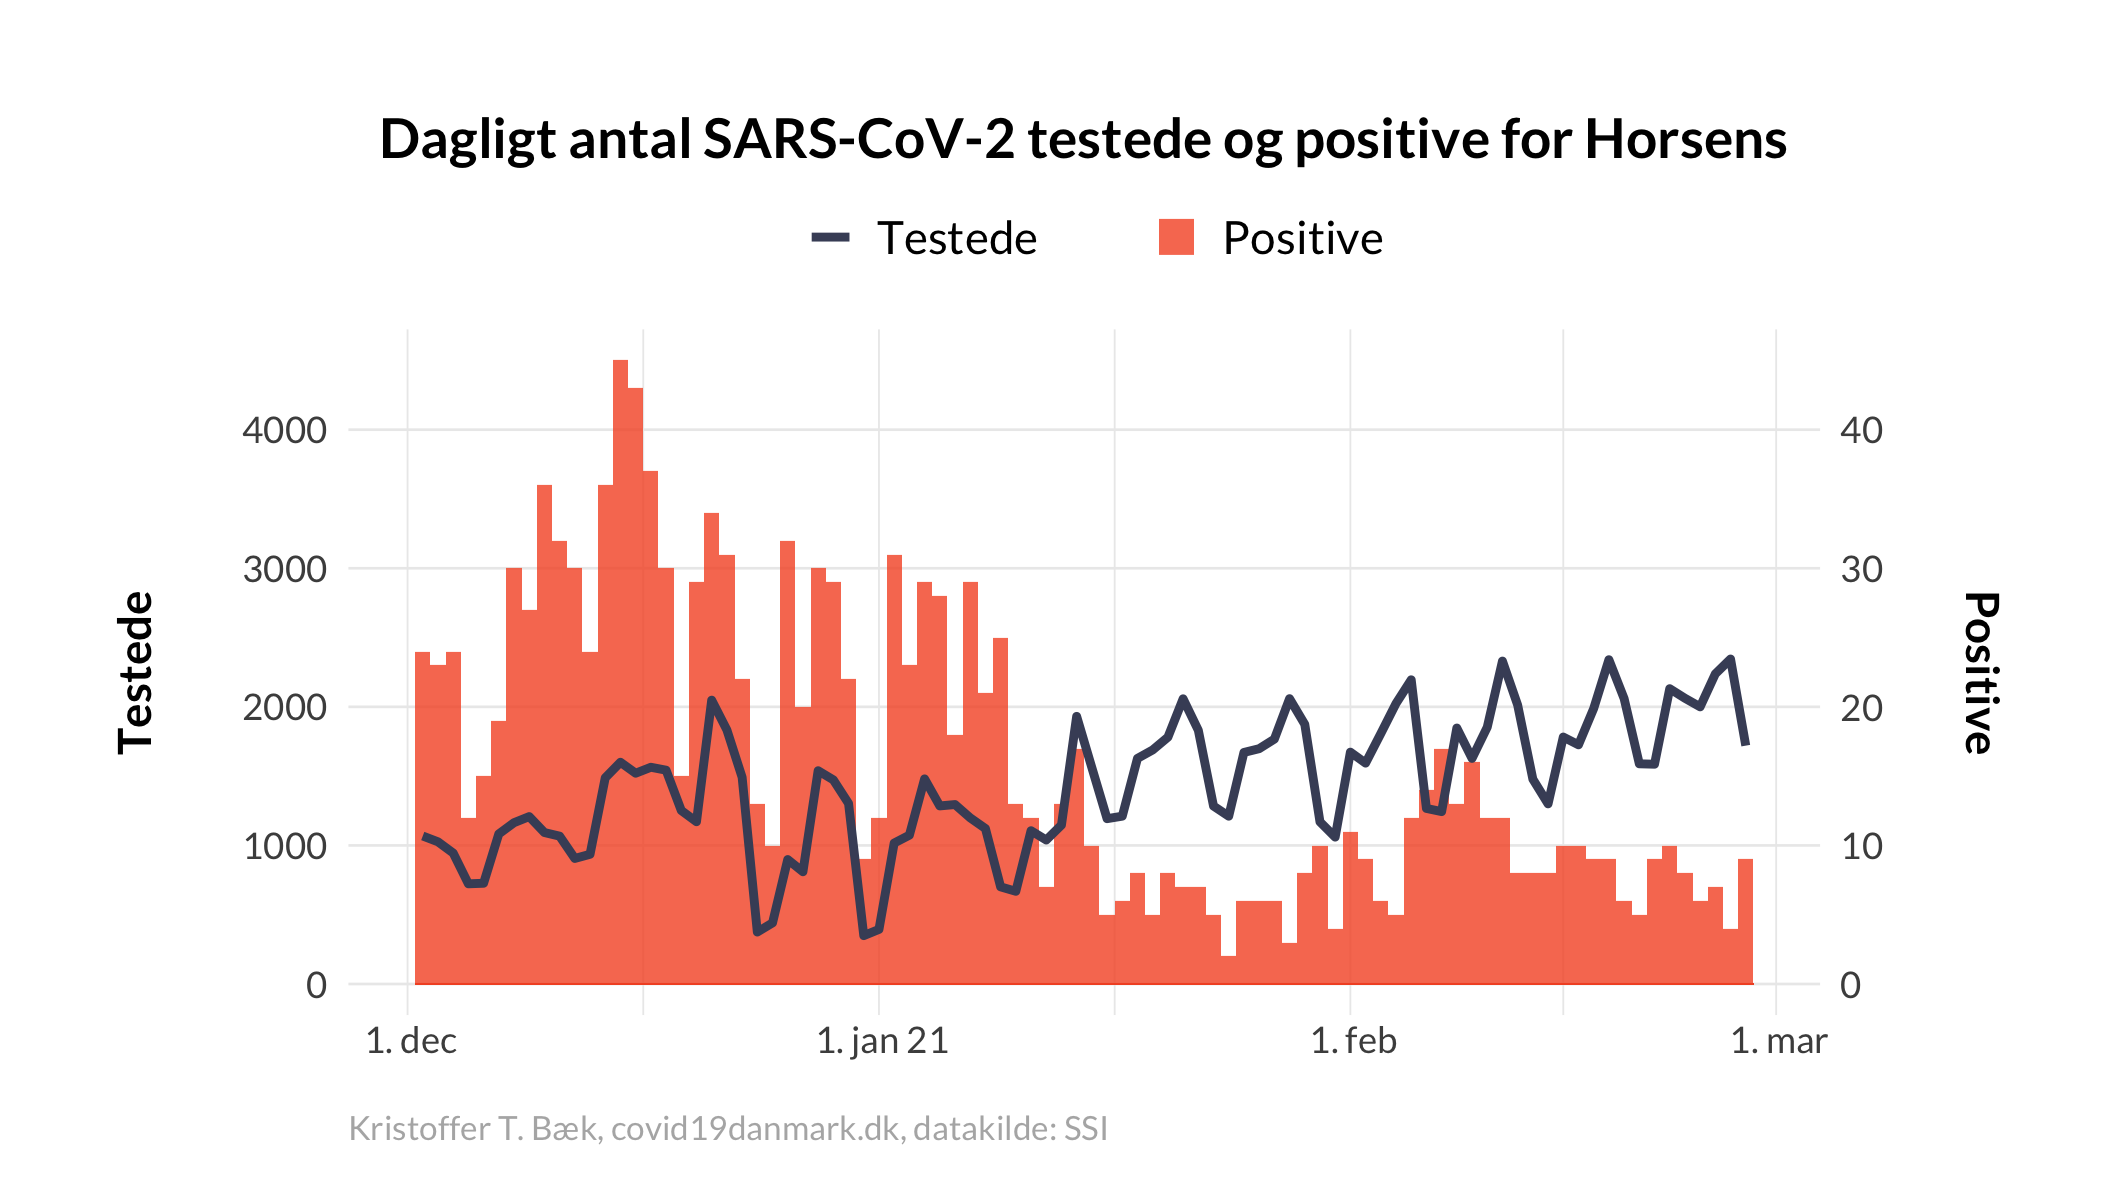 Dagligt antal SARS-CoV-2 testede og positive for Horsens
Testede
Positive
4000
3000
2000
1000
0
Testede
40
30
20
10
0
Positive
1. dec
1. jan 21
1. feb
1. mar
Kristoffer T. Bæk, covid19danmark.dk, datakilde: SSI